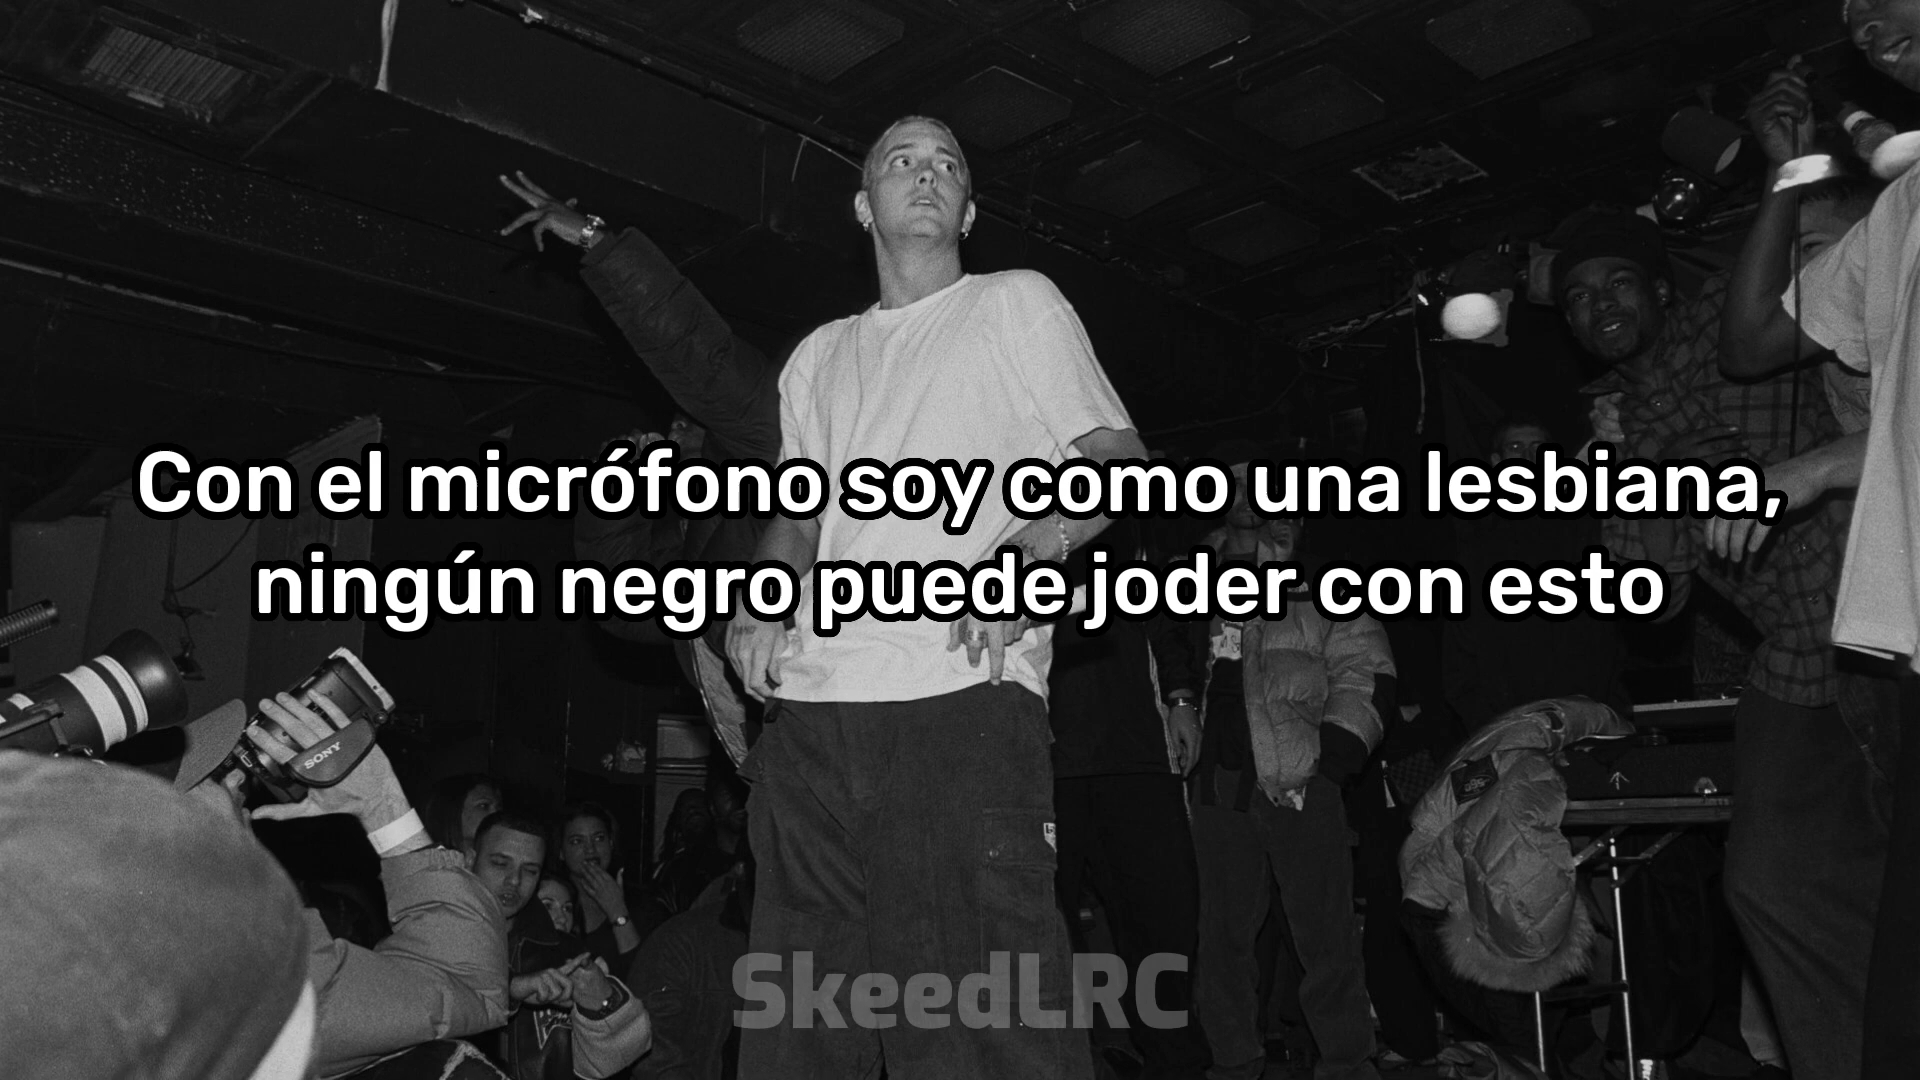 Con el micrófono soy como una lesbiana,
ningún negro puede joder con esto
SONY
SkeedLRC